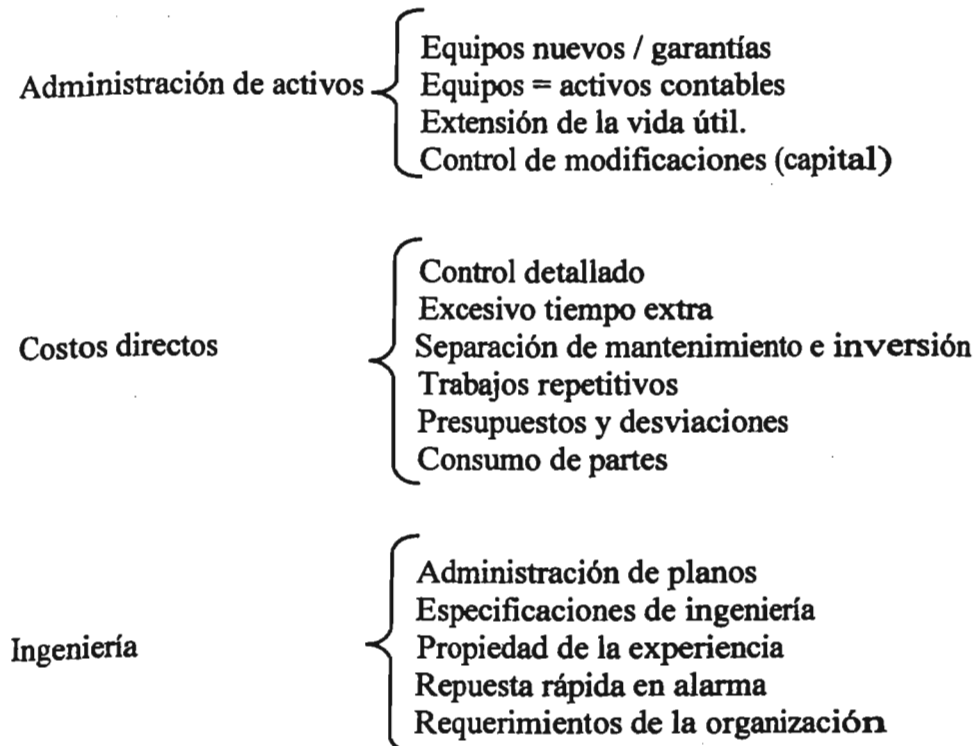 Administración de activos
Equipos nuevos / garantías
Equipos = activos contables
Extensión de la vida útil.
Control de modificaciones (capital)
Costos directos
Control detallado
Excesivo tiempo extra
Separación de mantenimiento e inversión
Trabajos repetitivos
Presupuestos y desviaciones
Consumo de partes
Ingeniería
Administración de planos
Especificaciones de ingeniería
Propiedad de la experiencia
Repuesta rápida en alarma
Requerimientos de la organización